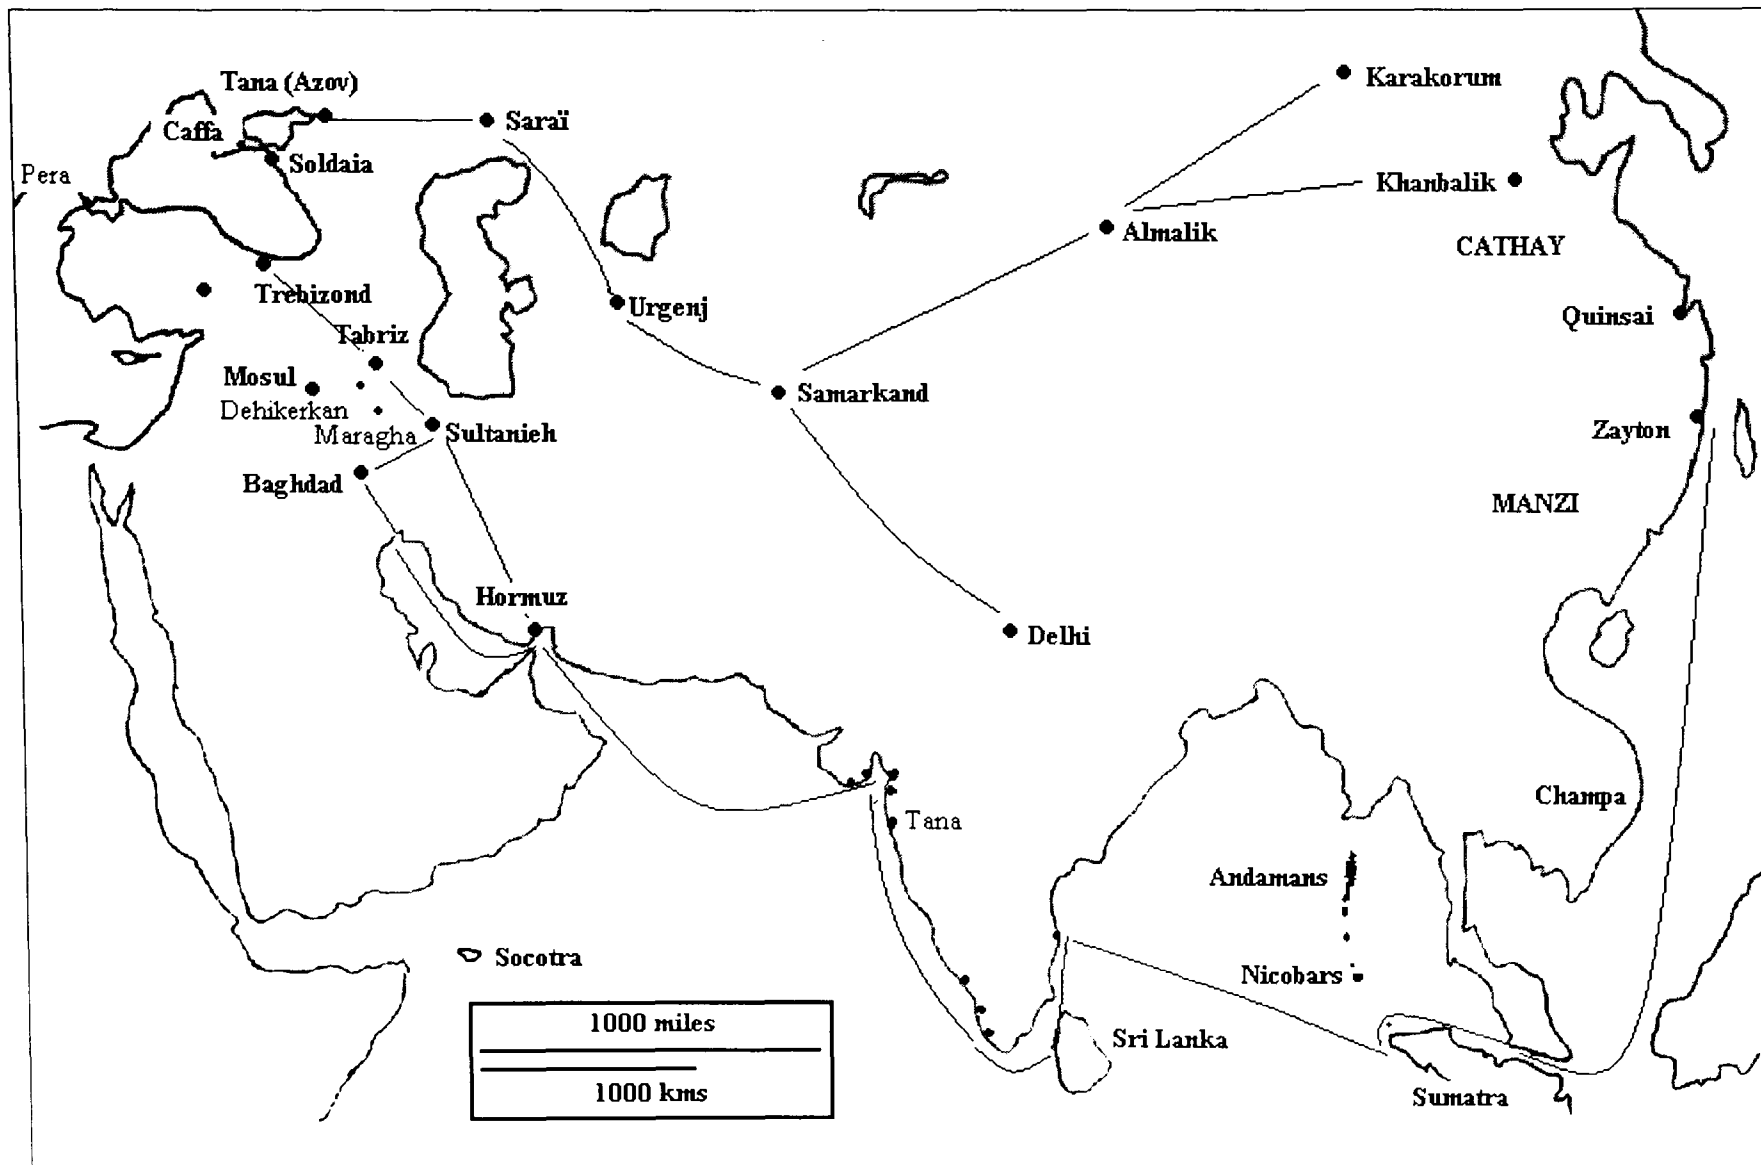 Tana (Azov)
Karakorum
Caffa
Saraï
Soldaia
Pera
Khanbalik
Almalik
CATHAY
Trebizond
Urgenj
Quinsai
Tabriz
Mosul
Samarkand
Dehikerkan
Maragha
Sultanieh
Zayton
Baghdad
MANZI
Hormuz
Delhi
Champa
Tana
Andamans
Socotra
Nicobars
1000 miles
Sri Lanka
1000 kms
Sumatra